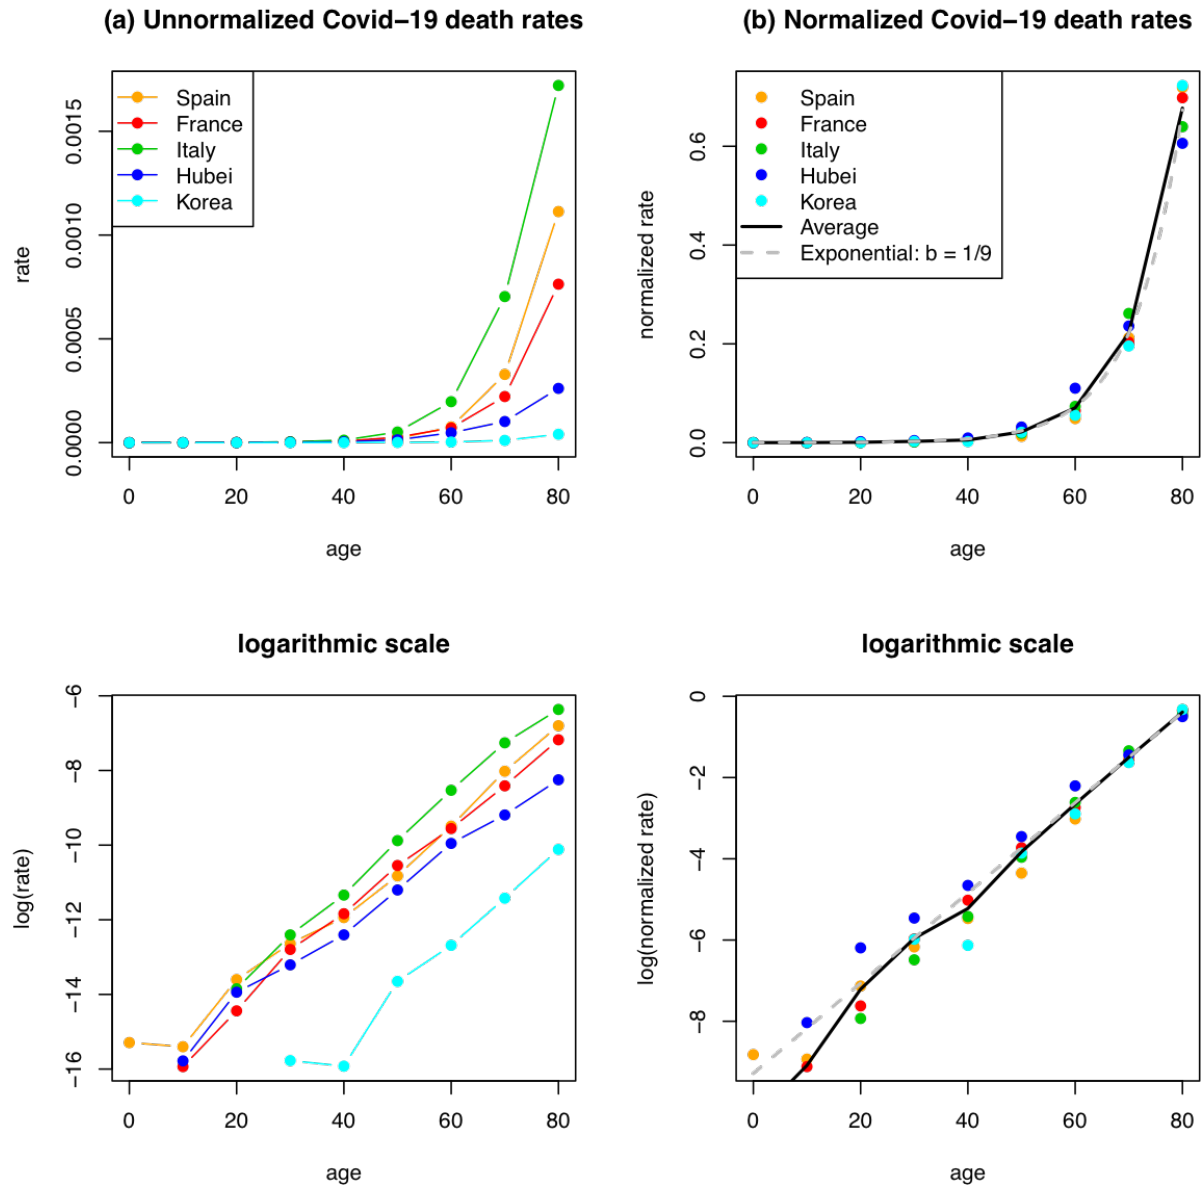 (a) Unnormalized Covid−19 death rates
Spain
France
Italy
Hubei
Korea
rate
0.0000
0.00005
0.0010
0.0015
0
20
40
60
80
age
(b) Normalized Covid−19 death rates
Spain
France
Italy
Hubei
Korea
Average
Exponential: b = 1/9
normalized rate
0.0
0.2
0.4
0.6
0
20
40
60
80
age
logarithmic scale
log(rate)
−6
−8
−10
−12
−14
−16
0
20
40
60
80
age
logarithmic scale
log(normalized rate)
0
−2
−4
−6
−8
0
20
40
60
80
age